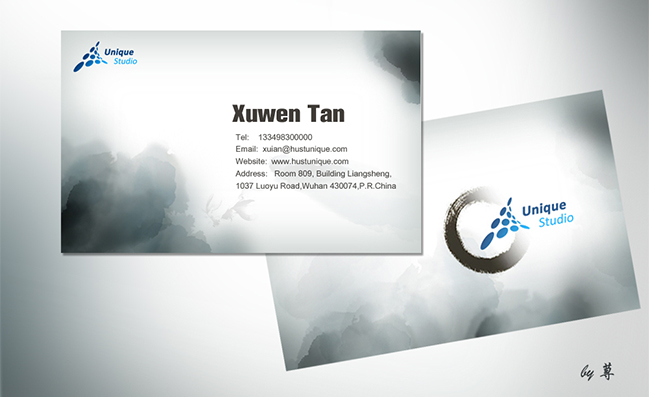 Unique
Studio
Xuwen Tan
Tel: 133498300000
Email: xuian@hustunique.com
Website: www.hustunique.com
Address: Room 809, Building Liangsheng,
1037 Luoyu Road,Wuhan 430074,P.R.China
Unique
Studio
by 荨